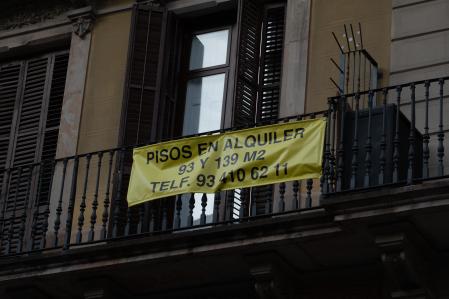 PISOS EN ALQUILER
93 Y 139 M2
TELF. 93 410 62 11